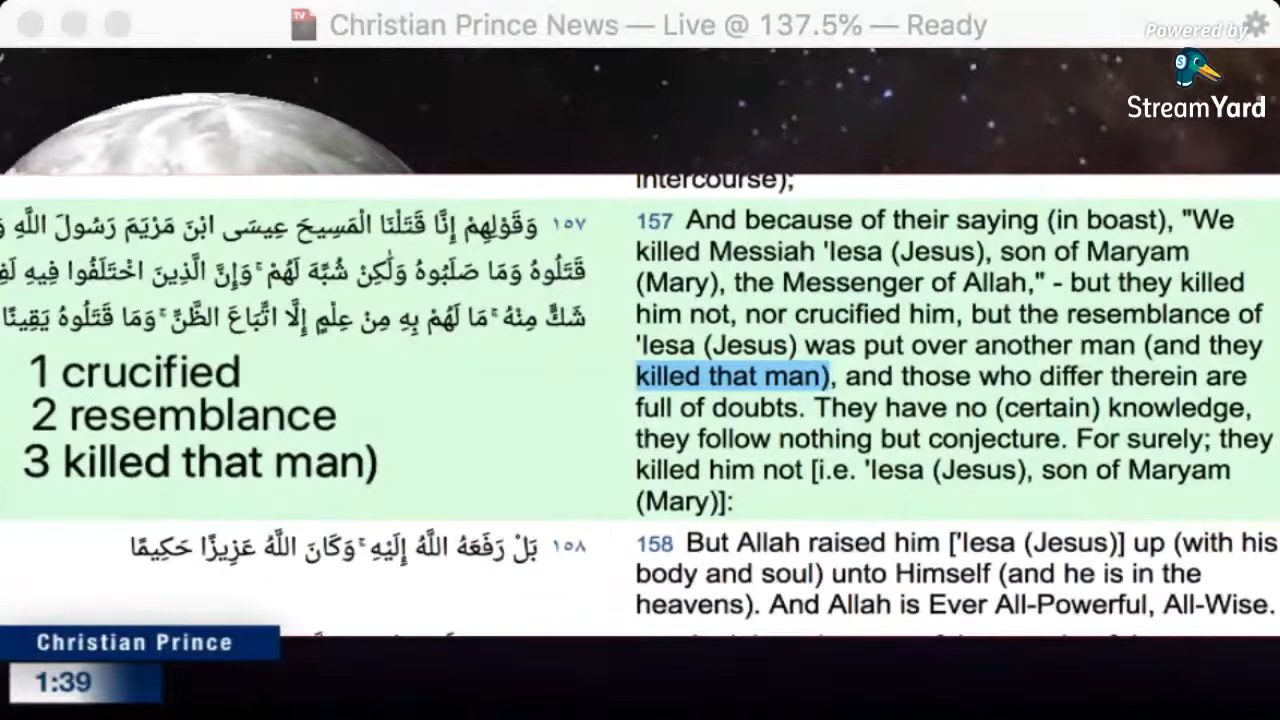 Christian Prince News — Live @ 137.5% — Ready
Powered by
StreamYard
intercourse);
١٥٧ وَقَوْلِهِمْ إِنَّا قَتَلْنَا الْمَسِيحَ عِيسَى ابْنَ مَرْيَمَ رَسُولَ اللَّهِ
قَتَلُوهُ وَمَا صَلَبُوهُ وَلَٰكِنْ شُبِّهَ لَهُمْ ۚ وَإِنَّ الَّذِينَ اخْتَلَفُوا فِيهِ
شَكٍّ مِنْهُ ۚ مَا لَهُمْ بِهِ مِنْ عِلْمٍ إِلَّا اتِّبَاعَ الظَّنِّ ۚ وَمَا قَتَلُوهُ يَقِينًا
1 crucified
2 resemblance
3 killed that man)
157 And because of their saying (in boast), "We
killed Messiah 'Iesa (Jesus), son of Maryam
(Mary), the Messenger of Allah," - but they killed
him not, nor crucified him, but the resemblance of
'Iesa (Jesus) was put over another man (and they
killed that man), and those who differ therein are
full of doubts. They have no (certain) knowledge,
they follow nothing but conjecture. For surely; they
killed him not [i.e. 'Iesa (Jesus), son of Maryam
(Mary)]:
١٥٨ بَلْ رَفَعَهُ اللَّهُ إِلَيْهِ ۚ وَكَانَ اللَّهُ عَزِيزًا حَكِيمًا
158 But Allah raised him ['Iesa (Jesus)] up (with his
body and soul) unto Himself (and he is in the
heavens). And Allah is Ever All-Powerful, All-Wise.
Christian Prince
1:39